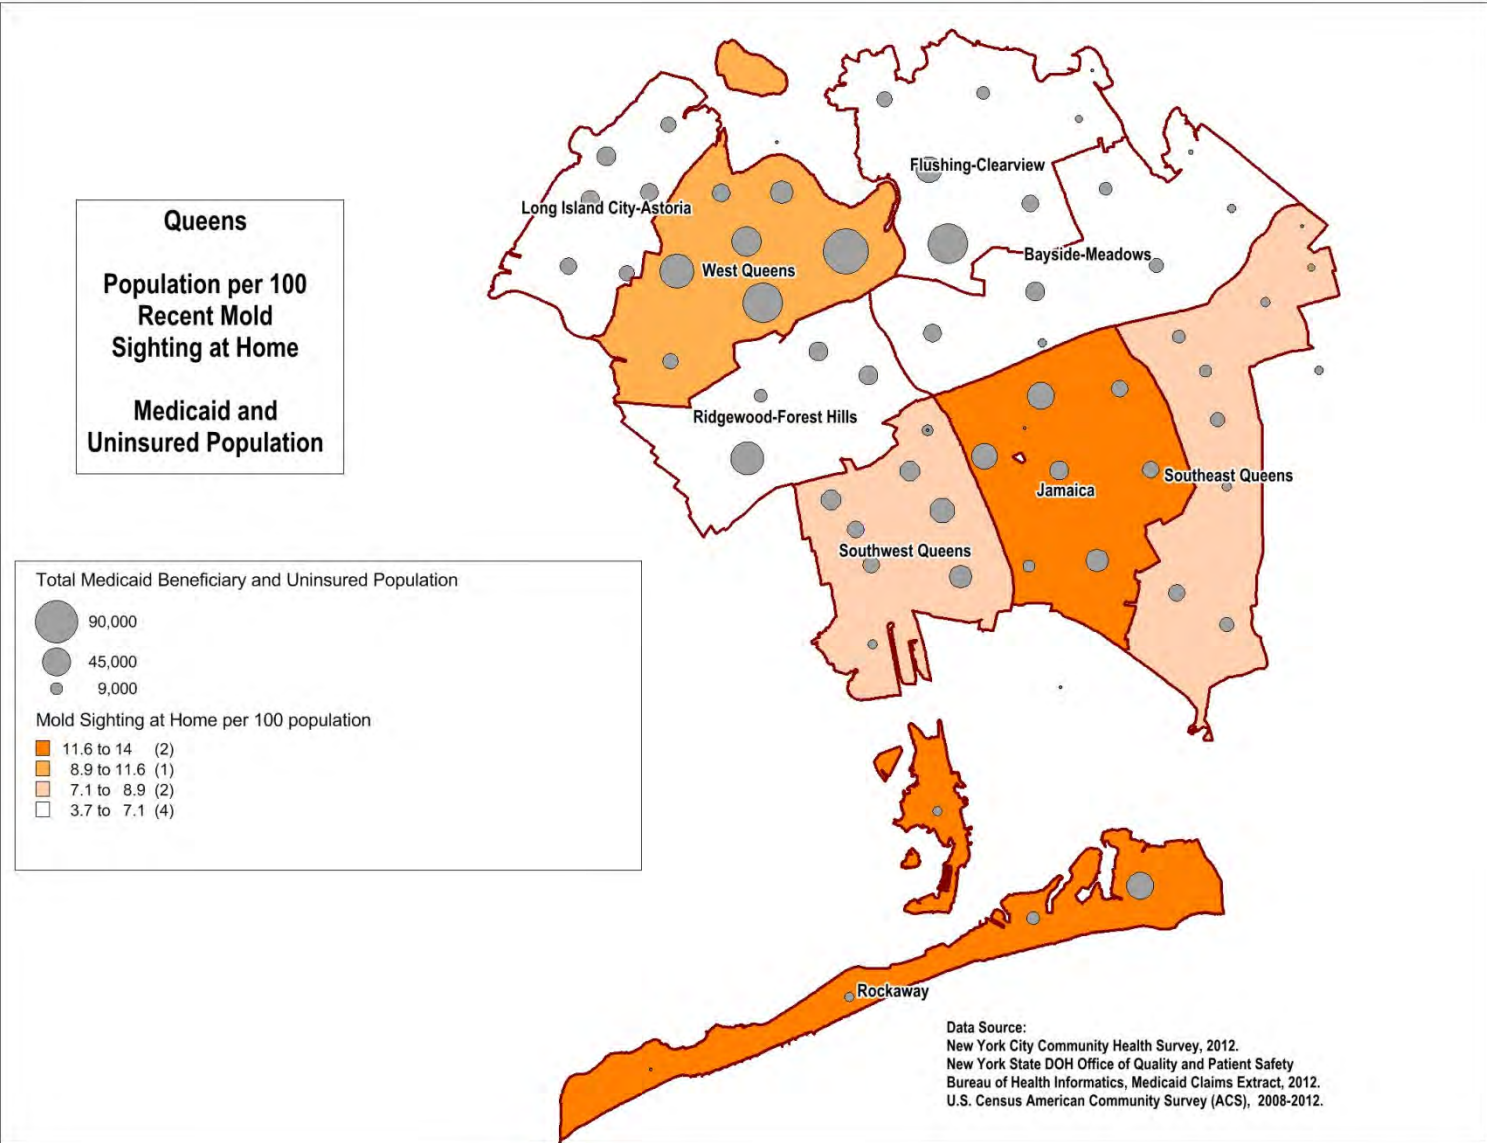 Queens
Population per 100
Recent Mold
Sighting at Home
Medicaid and
Uninsured Population
Flushing-Clearview
Long Island City-Astoria
Bayside-Meadows
West Queens
Ridgewood-Forest Hills
Southeast Queens
Jamaica
Southwest Queens
Total Medicaid Beneficiary and Uninsured Population
90,000
45,000
9,000
Mold Sighting at Home per 100 population
11.6 to 14 (2)
8.9 to 11.6 (1)
7.1 to 8.9 (2)
3.7 to 7.1 (4)
Rockaway
Data Source:
New York City Community Health Survey, 2012.
New York State DOH Office of Quality and Patient Safety
Bureau of Health Informatics, Medicaid Claims Extract, 2012.
U.S. Census American Community Survey (ACS), 2008-2012.